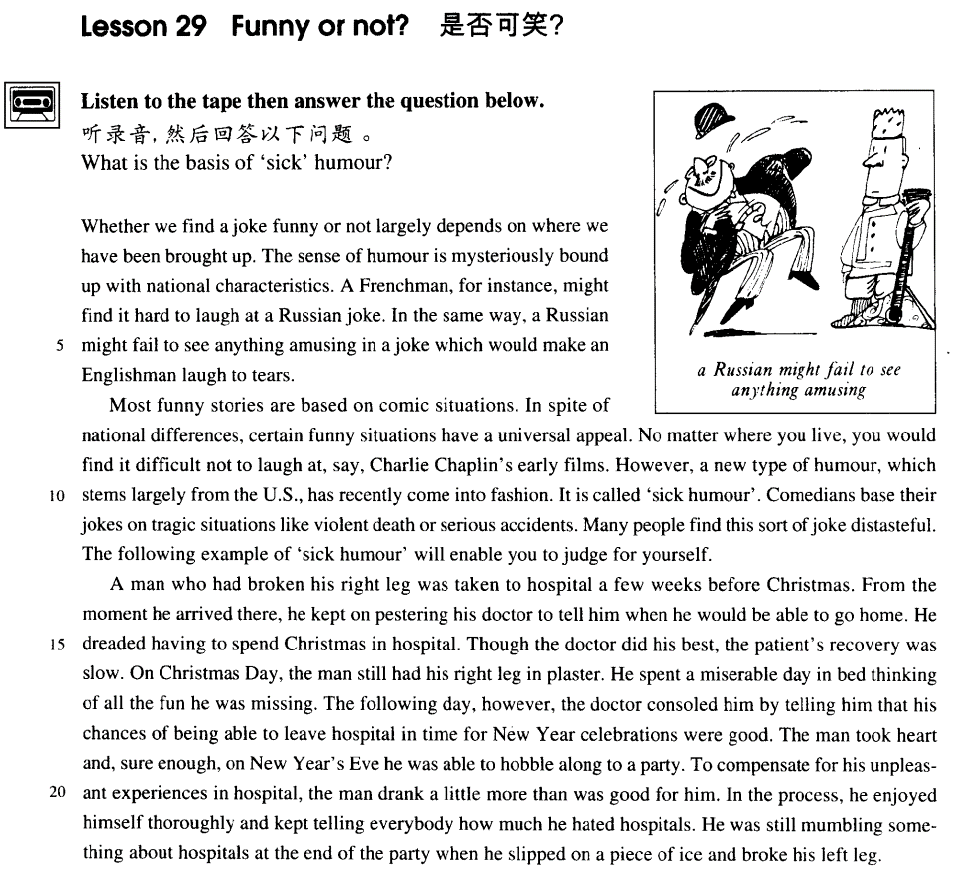 Lesson 29 Funny or not? 是否可笑?
Listen to the tape then answer the question below.
听录音, 然后回答以下问题。
What is the basis of ‘sick’ humour?
Whether we find a joke funny or not largely depends on where we
have been brought up. The sense of humour is mysteriously bound
up with national characteristics. A Frenchman, for instance, might
find it hard to laugh at a Russian joke. In the same way, a Russian
5 might fail to see anything amusing in a joke which would make an
Englishman laugh to tears.
a Russian might fail to see
anything amusing
Most funny stories are based on comic situations. In spite of
national differences, certain funny situations have a universal appeal. No matter where you live, you would
find it difficult not to laugh at, say, Charlie Chaplin’s early films. However, a new type of humour, which
10 stems largely from the U.S., has recently come into fashion. It is called ‘sick humour’. Comedians base their
jokes on tragic situations like violent death or serious accidents. Many people find this sort of joke distasteful.
The following example of ‘sick humour’ will enable you to judge for yourself.
A man who had broken his right leg was taken to hospital a few weeks before Christmas. From the
moment he arrived there, he kept on pestering his doctor to tell him when he would be able to go home. He
15 dreaded having to spend Christmas in hospital. Though the doctor did his best, the patient’s recovery was
slow. On Christmas Day, the man still had his right leg in plaster. He spent a miserable day in bed thinking
of all the fun he was missing. The following day, however, the doctor consoled him by telling him that his
chances of being able to leave hospital in time for New Year celebrations were good. The man took heart
and, sure enough, on New Year’s Eve he was able to hobble along to a party. To compensate for his unpleas-
20 ant experiences in hospital, the man drank a little more than was good for him. In the process, he enjoyed
himself thoroughly and kept telling everybody how much he hated hospitals. He was still mumbling some-
thing about hospitals at the end of the party when he slipped on a piece of ice and broke his left leg.